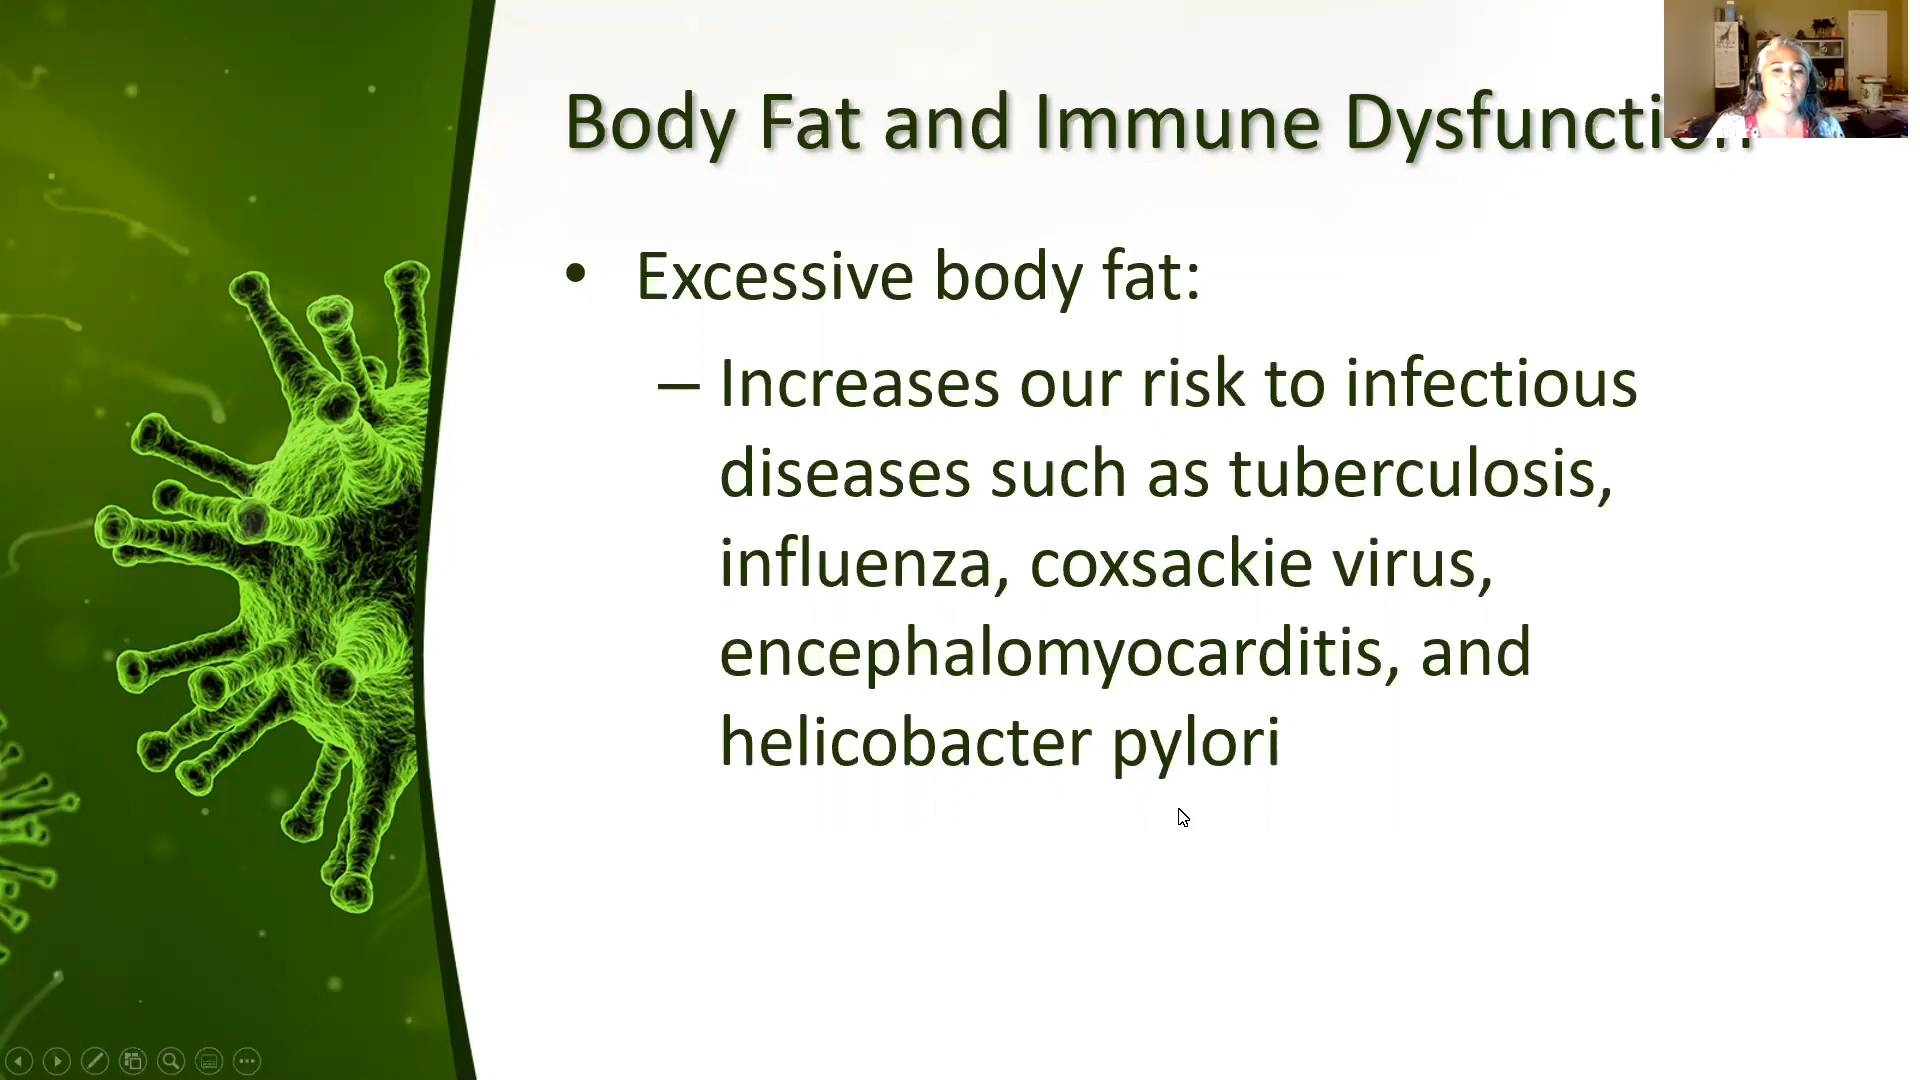 Body Fat and Immune Dysfunction
• Excessive body fat:
– Increases our risk to infectious
diseases such as tuberculosis,
influenza, coxsackie virus,
encephalomyocarditis, and
helicobacter pylori